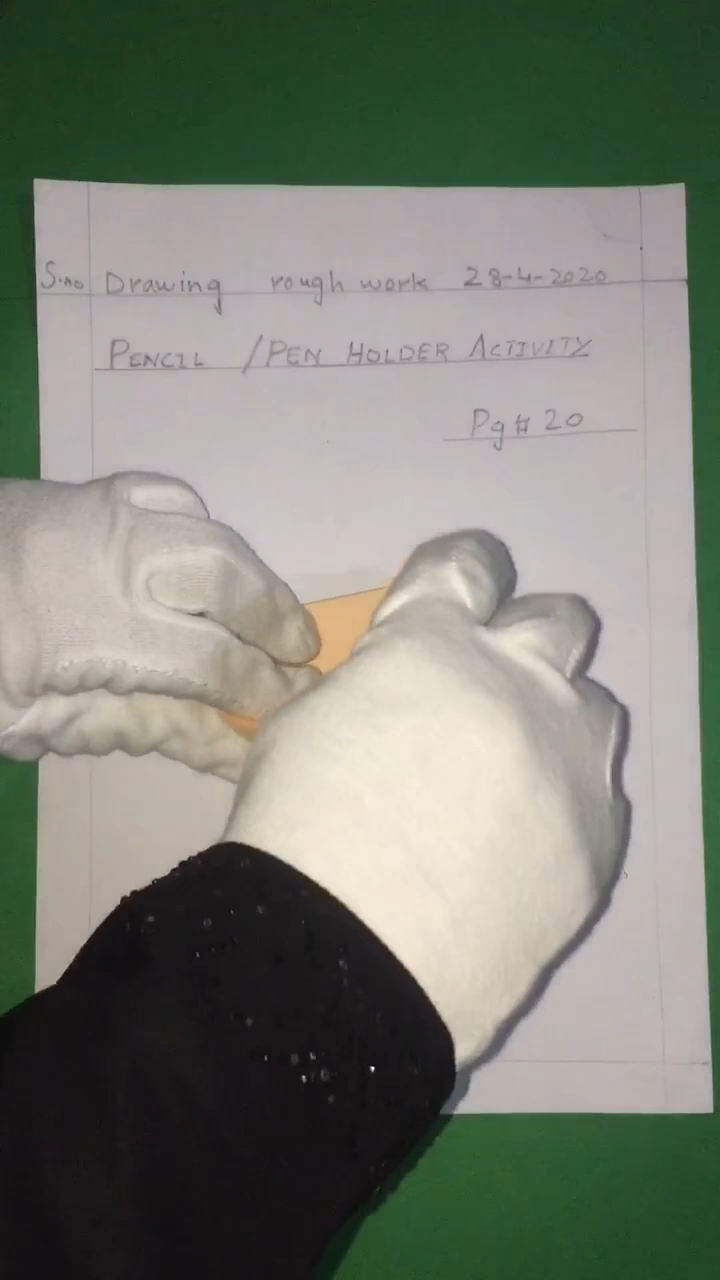 S.no Drawing rough work 28-4-2020
PENCIL / PEN HOLDER ACTIVITY
Pg # 20